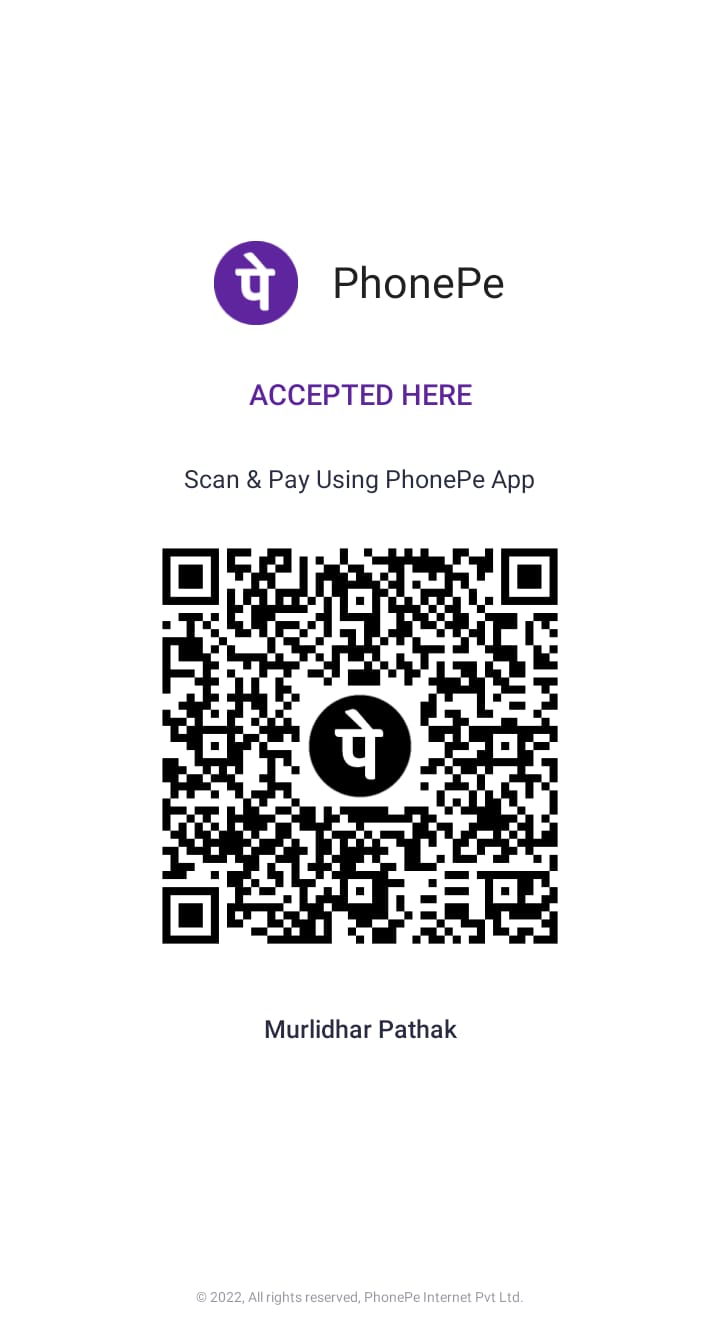 पे PhonePe
ACCEPTED HERE
Scan & Pay Using PhonePe App
पे
Murlidhar Pathak
© 2022, All rights reserved, PhonePe Internet Pvt Ltd.